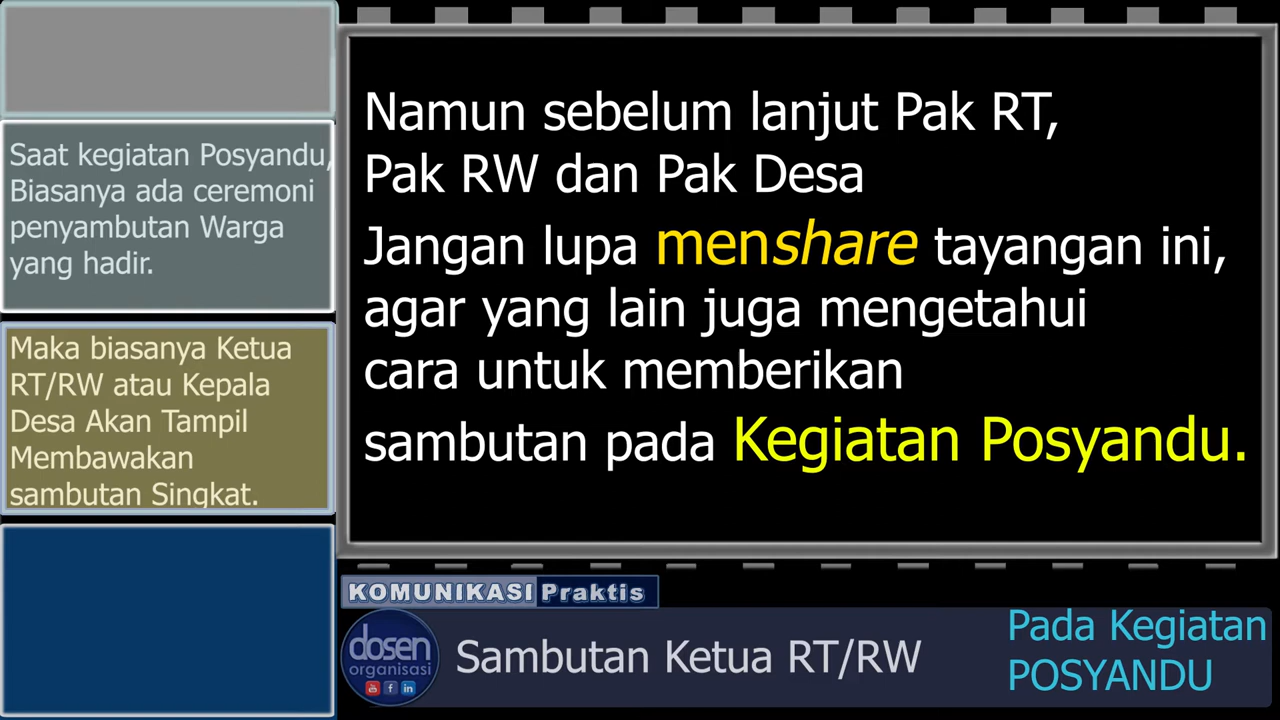 Saat kegiatan Posyandu,
Biasanya ada ceremoni
penyambutan Warga
yang hadir.
Maka biasanya Ketua
RT/RW atau Kepala
Desa Akan Tampil
Membawakan
sambutan Singkat.
Namun sebelum lanjut Pak RT,
Pak RW dan Pak Desa
Jangan lupa menshare tayangan ini,
agar yang lain juga mengetahui
cara untuk memberikan
sambutan pada Kegiatan Posyandu.
KOMUNIKASI Praktis
dosen
organisasi
Sambutan Ketua RT/RW
Pada Kegiatan
POSYANDU